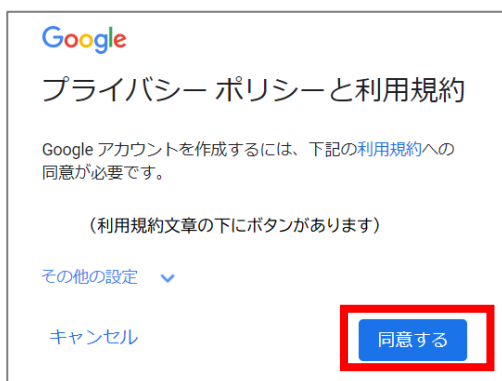 Google
プライバシー ポリシーと利用規約
Google アカウントを作成するには、下記の利用規約への
同意が必要です。
（利用規約文章の下にボタンがあります）
その他の設定
キャンセル
同意する